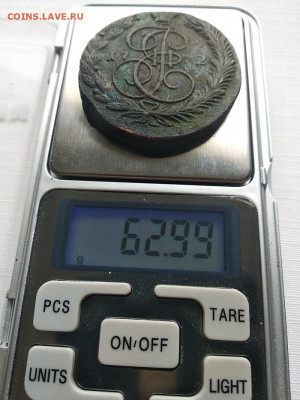 COINS.LAVE.RU
62.99
g
PCS
TARE
ON/OFF
UNITS
LIGHT